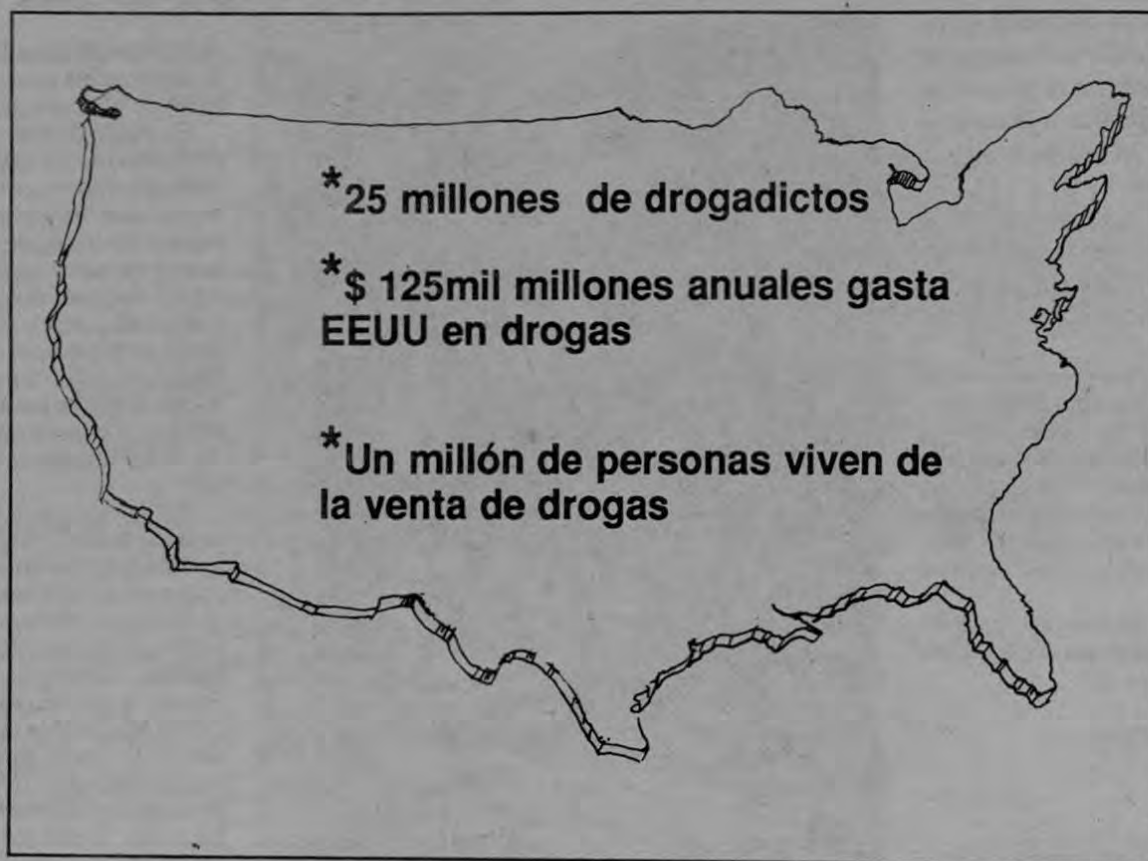 *25 millones de drogadictos
*$ 125mil millones anuales gasta
EEUU en drogas
*Un millón de personas viven de
la venta de drogas